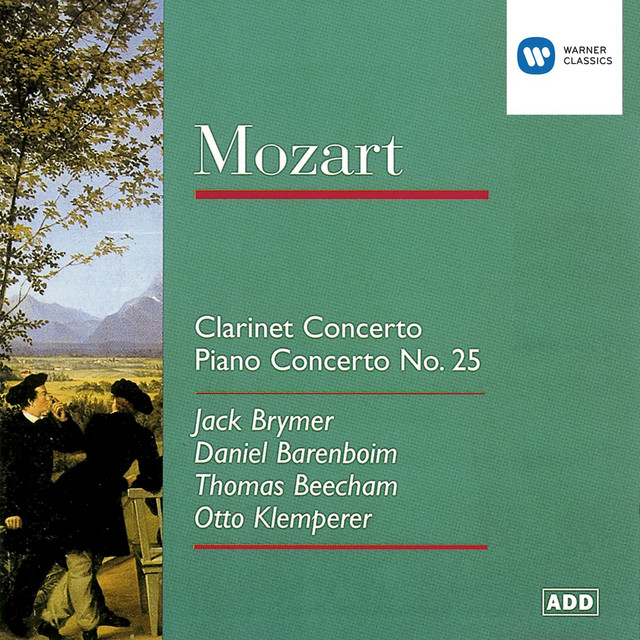 WARNER
CLASSICS
Mozart
Clarinet Concerto
Piano Concerto No. 25
Jack Brymer
Daniel Barenboim
Thomas Beecham
Otto Klemperer
ADD